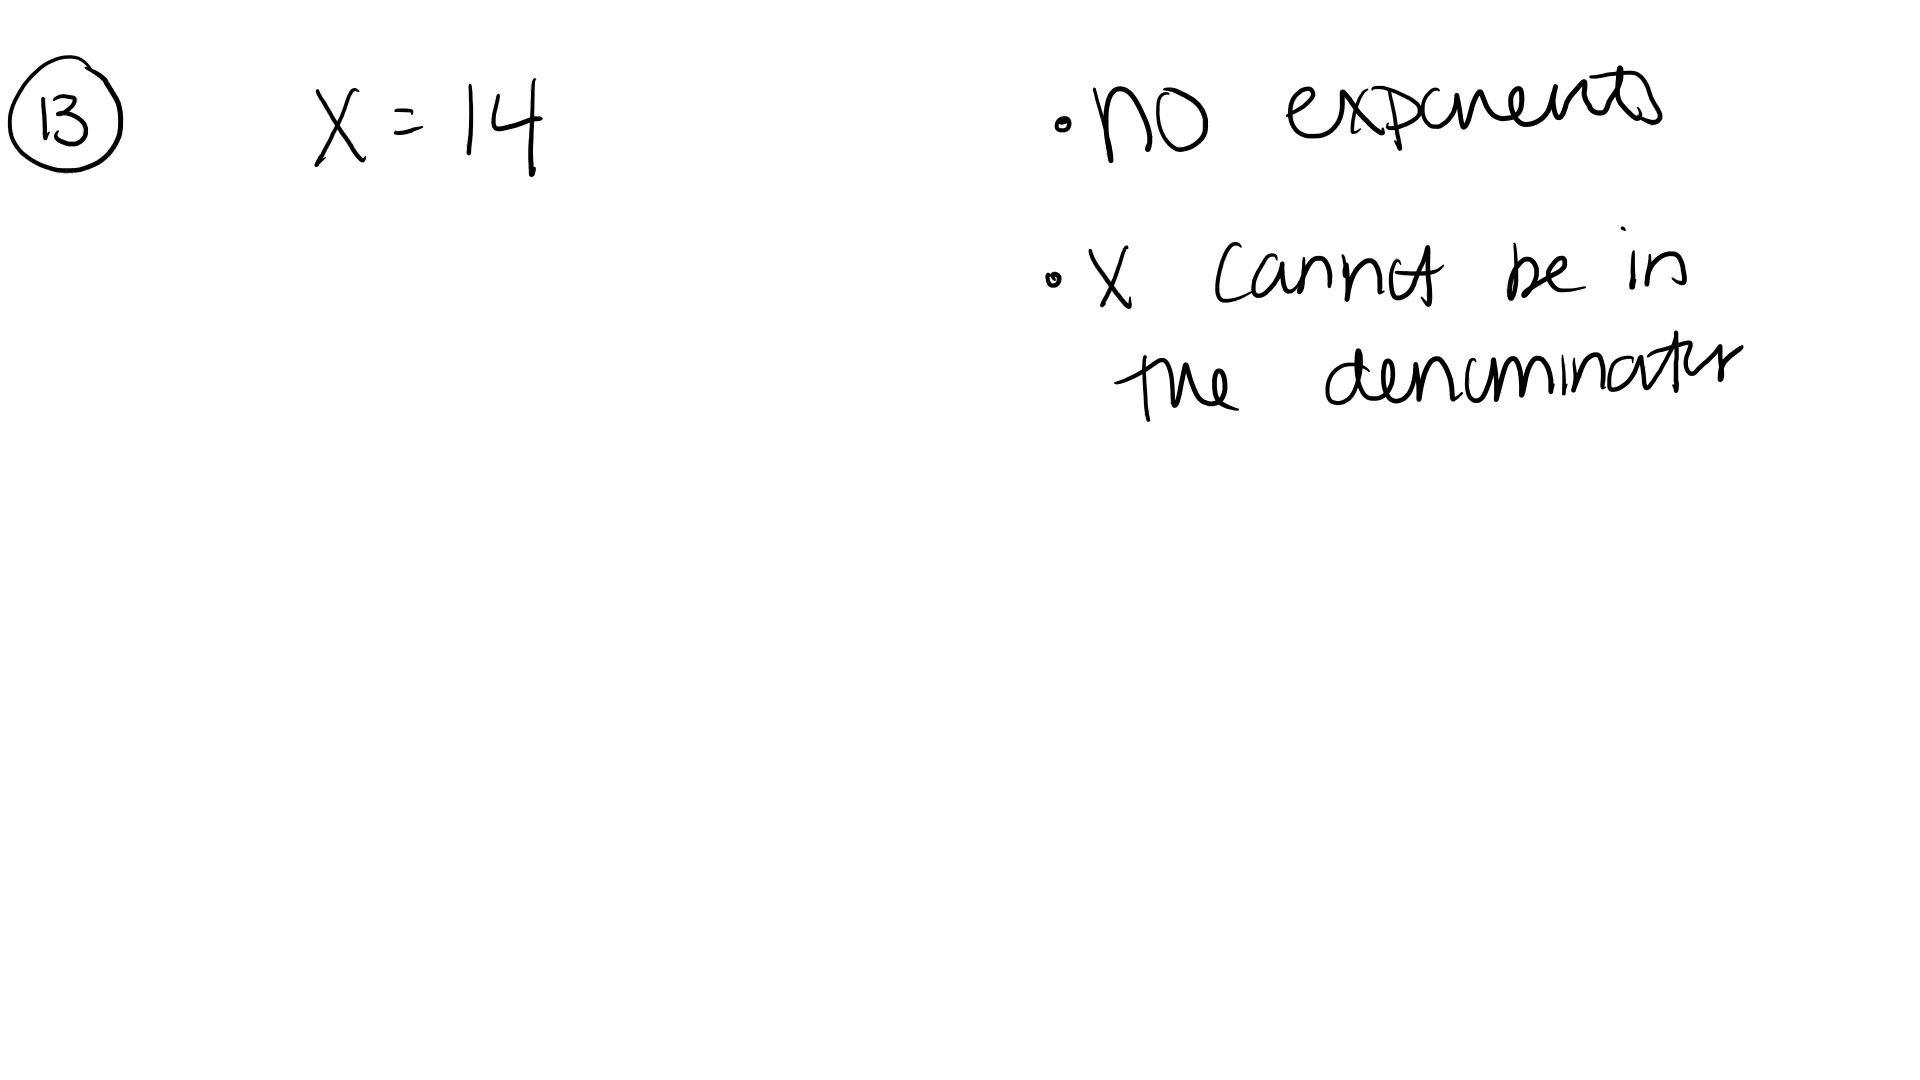 13 x = 14
• no exponents
• x cannot be in
the denominator